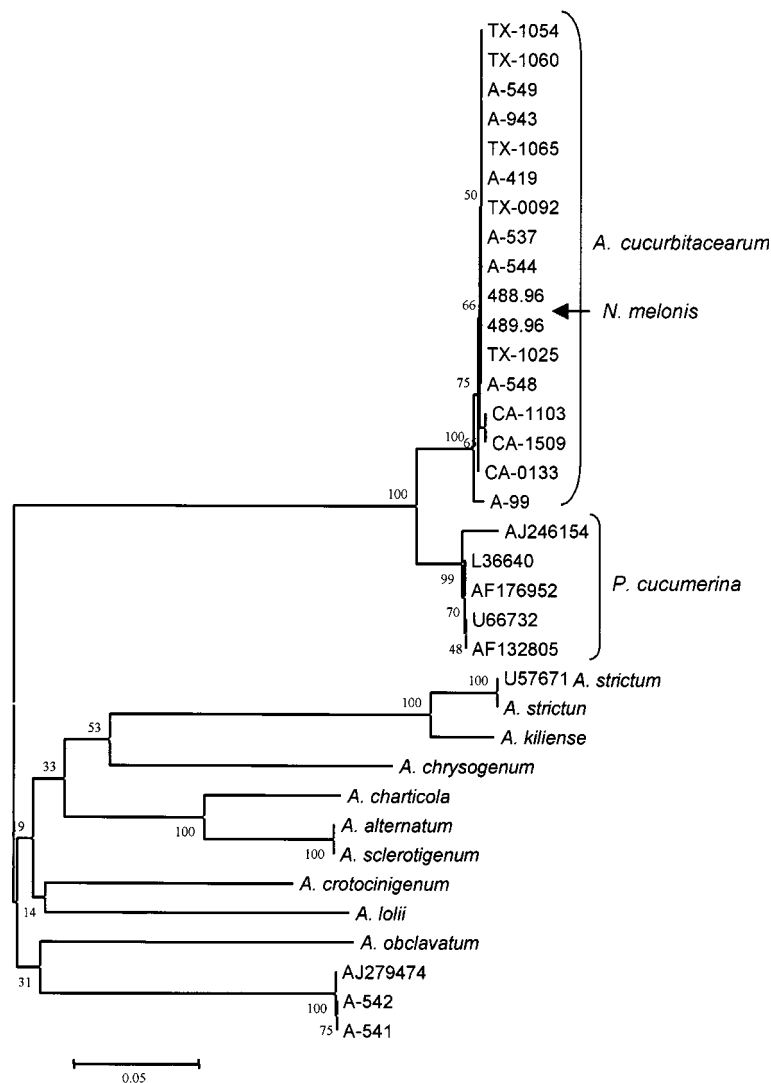 TX-1054
TX-1060
A-549
A-943
TX-1065
A-419
50
TX-0092
A-537
A. cucurbitacearum
A-544
488.96
66
N. melonis
489.96
TX-1025
75
A-548
CA-1103
100
65
CA-1509
CA-0133
100
A-99
AJ246154
L36640
99
AF176952
P. cucumerina
70
U66732
48
AF132805
100
U57671 A. strictum
100
A. strictun
53
A. kiliense
33
A. chrysogenum
A. charticola
19
100
A. alternatum
100
A. sclerotigenum
A. crotocinigenum
14
A. lolii
A. obclavatum
31
AJ279474
100
A-542
75
A-541
0.05